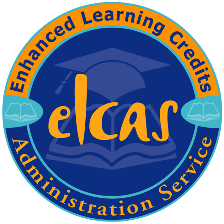 Enhanced Learning Credits
elcas
Administration Service